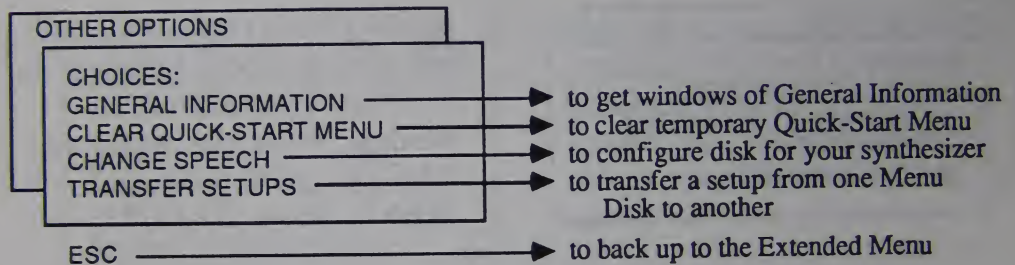 OTHER OPTIONS
CHOICES:
GENERAL INFORMATION to get windows of General Information
CLEAR QUICK-START MENU to clear temporary Quick-Start Menu
CHANGE SPEECH to configure disk for your synthesizer
TRANSFER SETUPS to transfer a setup from one Menu
Disk to another
ESC to back up to the Extended Menu